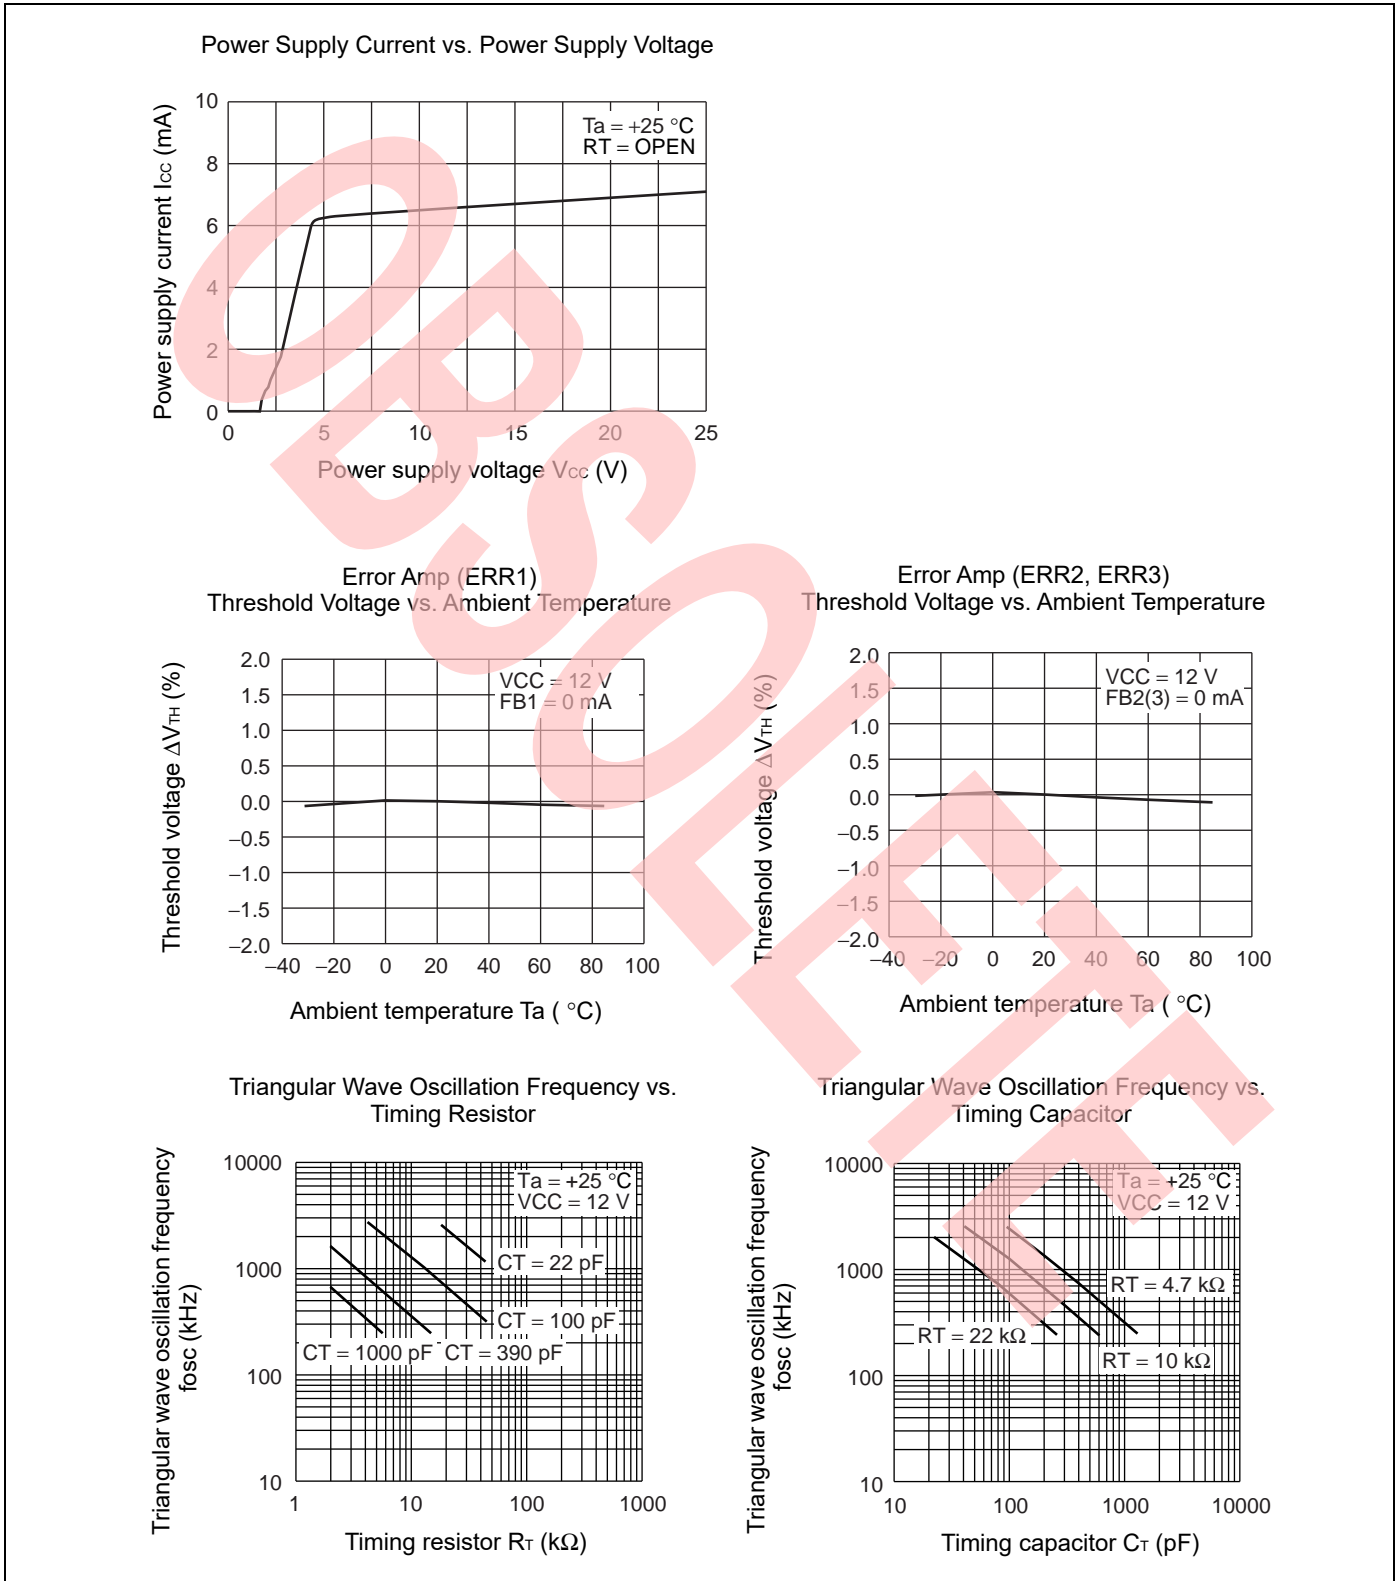 Power Supply Current vs. Power Supply Voltage
Power supply current Icc (mA)
10
8
6
4
2
0
Ta = +25 °C
RT = OPEN
0 5 10 15 20 25
Power supply voltage Vcc (V)
Error Amp (ERR1)
Threshold Voltage vs. Ambient Temperature
Threshold voltage ΔVTH (%)
2.0
1.5
1.0
0.5
0.0
−0.5
−1.0
−1.5
−2.0
VCC = 12 V
FB1 = 0 mA
−40 −20 0 20 40 60 80 100
Ambient temperature Ta ( °C)
Error Amp (ERR2, ERR3)
Threshold Voltage vs. Ambient Temperature
Threshold voltage ΔVTH (%)
2.0
1.5
1.0
0.5
0.0
−0.5
−1.0
−1.5
−2.0
VCC = 12 V
FB2(3) = 0 mA
−40 −20 0 20 40 60 80 100
Ambient temperature Ta ( °C)
Triangular Wave Oscillation Frequency vs.
Timing Resistor
Triangular wave oscillation frequency
fosc (kHz)
10000
1000
100
10
Ta = +25 °C
VCC = 12 V
CT = 22 pF
CT = 100 pF
CT = 1000 pF CT = 390 pF
1 10 100 1000
Timing resistor RT (kΩ)
Triangular Wave Oscillation Frequency vs.
Timing Capacitor
Triangular wave oscillation frequency
fosc (kHz)
10000
1000
100
10
Ta = +25 °C
VCC = 12 V
RT = 4.7 kΩ
RT = 22 kΩ
RT = 10 kΩ
10 100 1000 10000
Timing capacitor CT (pF)
OBSOLETE